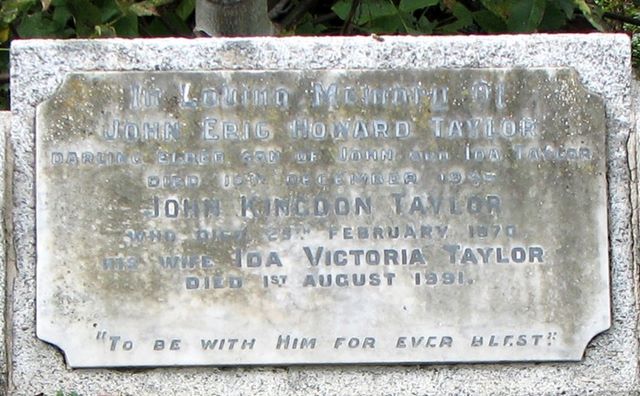 In Loving Memory Of
John Eric Howard Taylor
Darling elder son of John and Ida Taylor
Died December
John Kingdon Taylor
who died 29th February 1970
his wife Ida Victoria Taylor
died 1st August 1991.
"To be with Him for ever blest"